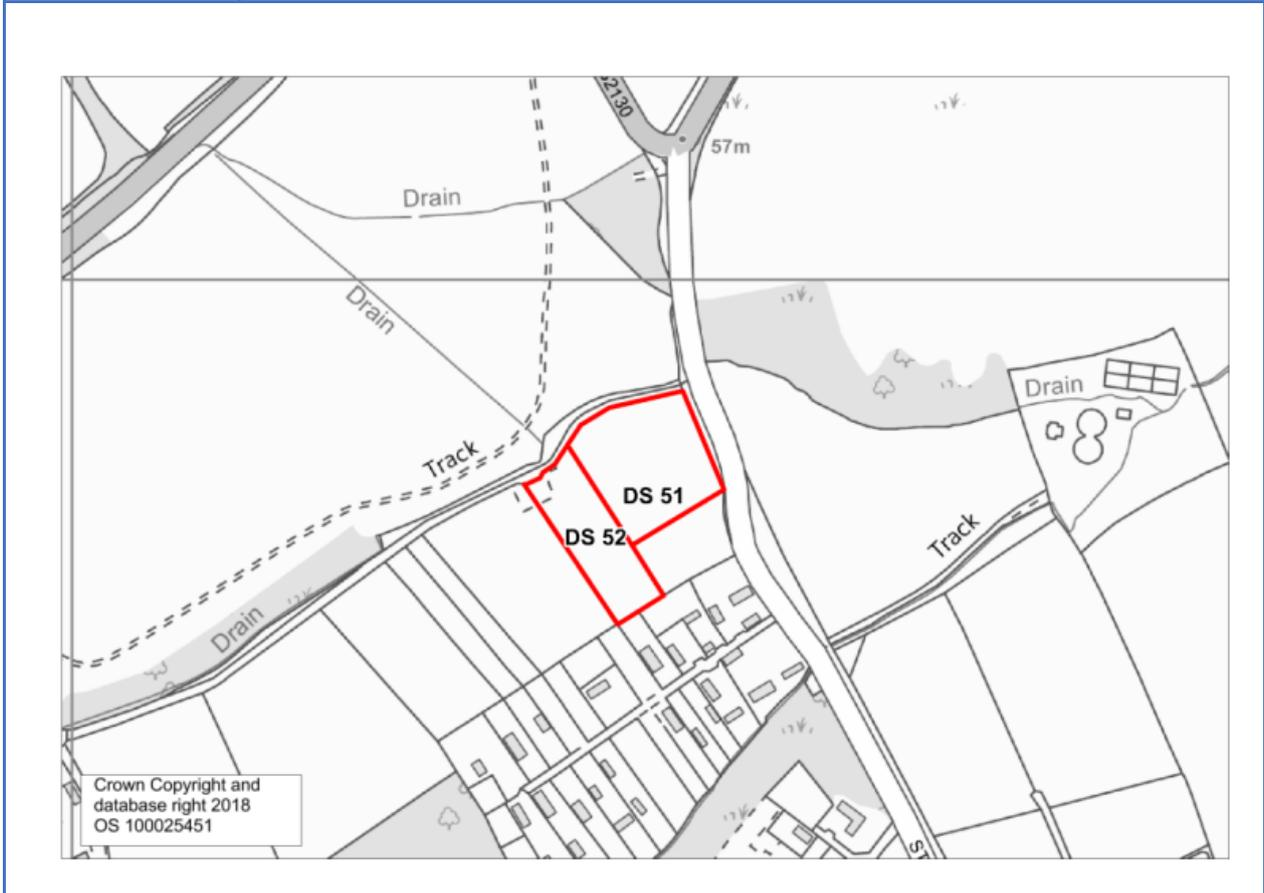 57m
Drain
Drain
Drain
Track
DS 51
DS 52
Track
Drain
Crown Copyright and
database right 2018
OS 100025451